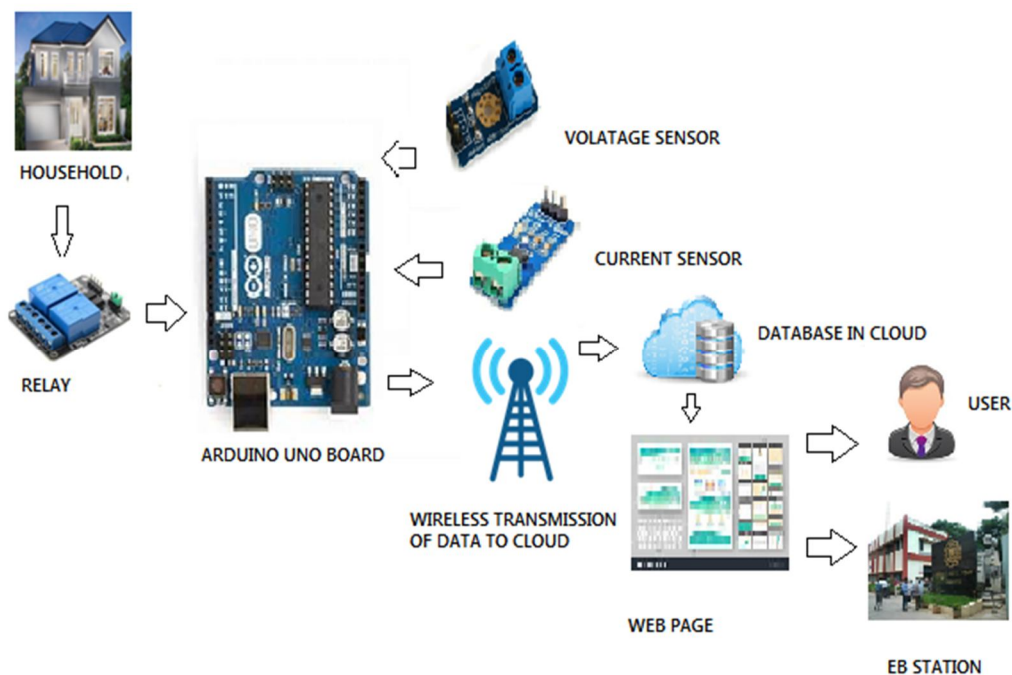 VOLATAGE SENSOR
HOUSEHOLD
CURRENT SENSOR
DATABASE IN CLOUD
RELAY
USER
ARDUINO UNO BOARD
WIRELESS TRANSMISSION
OF DATA TO CLOUD
WEB PAGE
EB STATION